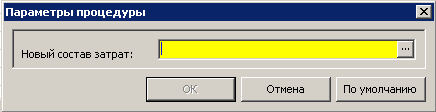 Параметры процедуры
Новый состав затрат:
...
OK
Отмена
По умолчанию